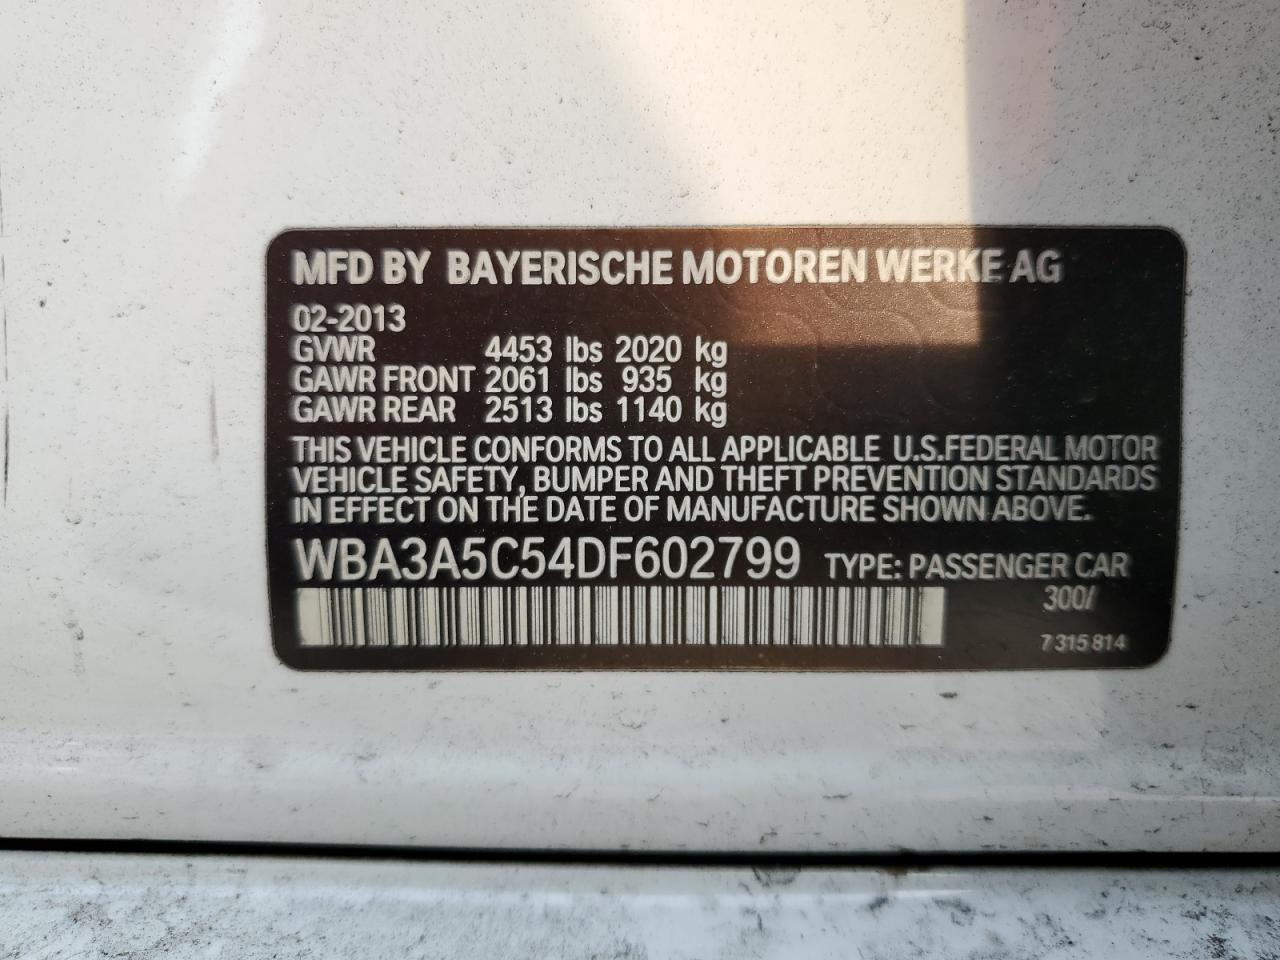 MFD BY BAYERISCHE MOTOREN WERKE AG
02-2013
GVWR 4453 lbs 2020 kg
GAWR FRONT 2061 lbs 935 kg
GAWR REAR 2513 lbs 1140 kg
THIS VEHICLE CONFORMS TO ALL APPLICABLE U.S.FEDERAL MOTOR
VEHICLE SAFETY, BUMPER AND THEFT PREVENTION STANDARDS
IN EFFECT ON THE DATE OF MANUFACTURE SHOWN ABOVE.
WBA3A5C54DF602799 TYPE: PASSENGER CAR
300/
7 315 814